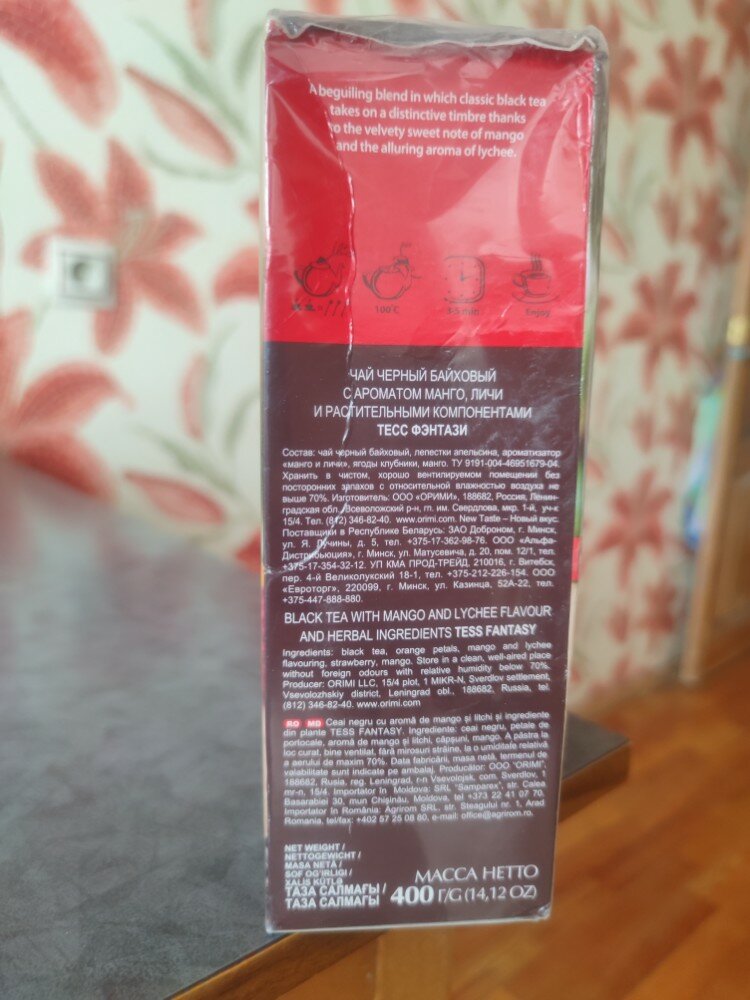 A beguiling blend in which classic black tea
takes on a distinctive timbre thanks
to the velvety sweet note of mango
and the alluring aroma of lychee.
100°C
3-5 min
Enjoy
ЧАЙ ЧЕРНЫЙ БАЙХОВЫЙ
С АРОМАТОМ МАНГО, ЛИЧИ
И РАСТИТЕЛЬНЫМИ КОМПОНЕНТАМИ
ТЕСС ФЭНТАЗИ
Состав: чай черный байховый, лепестки апельсина, ароматизатор
«манго и личи», ягоды клубники, манго. ТУ 9191-004-46951679-04.
Хранить в чистом, хорошо вентилируемом помещении без
посторонних запахов с относительной влажностью воздуха не
выше 70%. Изготовитель: ООО «ОРИМИ», 188682, Россия, Ленин-
градская обл., Всеволожский р-н, гп. им. Свердлова, мкр. 1-й, уч-к
15/4. Тел. (812) 346-82-40. www.orimi.com. New Taste – Новый вкус.
Поставщики в Республике Беларусь: ЗАО Доброном, г. Минск,
ул. Я. Лучины, д. 5, тел. +375-17-362-98-76. ООО «Альфа-
Дистрибьюция», г. Минск, ул. Матусевича, д. 20, пом. 12/1, тел.
+375-17-354-32-12. УП КМА ПРОД-ТРЕЙД, 210016, г. Витебск,
пер. 4-й Великолукский 18-1, тел. +375-212-226-154. ООО
«Евроторг», 220099, г. Минск, ул. Казинца, 52А-22, тел.
+375-447-888-880.
BLACK TEA WITH MANGO AND LYCHEE FLAVOUR
AND HERBAL INGREDIENTS TESS FANTASY
Ingredients: black tea, orange petals, mango and lychee
flavouring, strawberry, mango. Store in a clean, well-aired place
without foreign odours with relative humidity below 70%.
Producer: ORIMI LLC, 15/4 plot, 1 MIKR-N, Sverdlov settlement,
Vsevolozhskiy district, Leningrad obl., 188682, Russia, tel.
(812) 346-82-40. www.orimi.com
RO MD Ceai negru cu aromă de mango și litchi și ingrediente
din plante TESS FANTASY. Ingrediente: ceai negru, petale de
portocale, aromă de mango și litchi, căpșuni, mango. A păstra la
loc curat, bine ventilat, fără mirosuri străine, la o umiditate relativă
a aerului de maxim 70%. Data fabricării, masa netă, termenul de
valabilitate sunt indicate pe ambalaj. Producător: ООО "ORIMI",
188682, Rusia, reg. Leningrad, r-n Vsevolojsk, com. Sverdlov, 1
mr-n, 15/4. Importator în Moldova: SRL "Samparex", str. Calea
Basarabiei 30, mun Chișinău, Moldova, tel +373 22 41 07 70.
Importator în România: Agrirom SRL, str. Steagului nr. 1, Arad
Romania, tel/fax: +402 57 25 08 80, e-mail: office@agrirom.ro
NET WEIGHT /
NETTOGEWICHT /
MASA NETĂ /
SOF OG'IRLIGI /
XALIS KÜTLƏ
ТАЗА САЛМАҒЫ /
ТАЗА САЛМАГЫ
МАССА НЕТТО
400 Г/G (14,12 OZ)